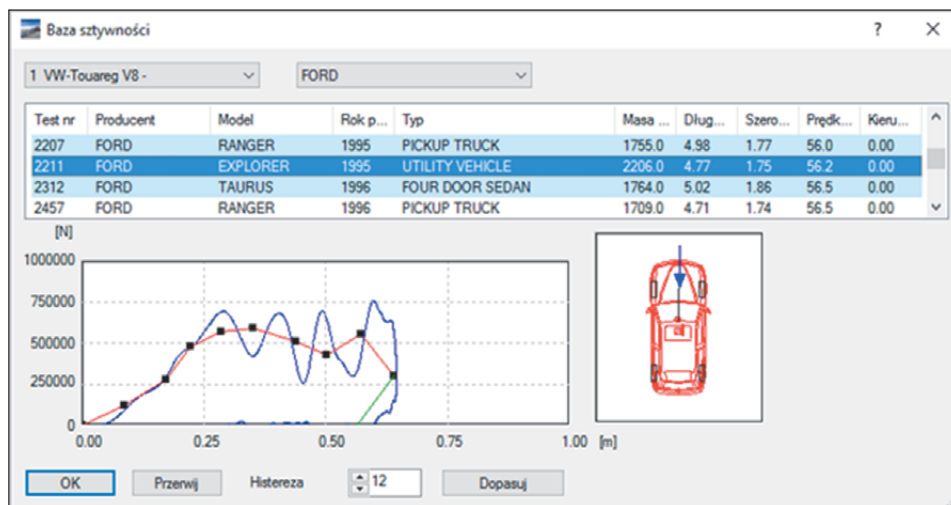 Baza sztywności
?
1 VW-Touareg V8 -
FORD
Test nr Producent Model Rok p... Typ Masa ... Dług... Szero... Prędk... Kieru...
2207 FORD RANGER 1995 PICKUP TRUCK 1755.0 4.98 1.77 56.0 0.00
2211 FORD EXPLORER 1995 UTILITY VEHICLE 2206.0 4.77 1.75 56.2 0.00
2312 FORD TAURUS 1996 FOUR DOOR SEDAN 1764.0 5.02 1.86 56.5 0.00
2457 FORD RANGER 1996 PICKUP TRUCK 1709.0 4.71 1.74 56.5 0.00
[N]
1000000
750000
500000
250000
0
0.00 0.25 0.50 0.75 1.00 [m]
OK Przerwij Histereza 12 Dopasuj